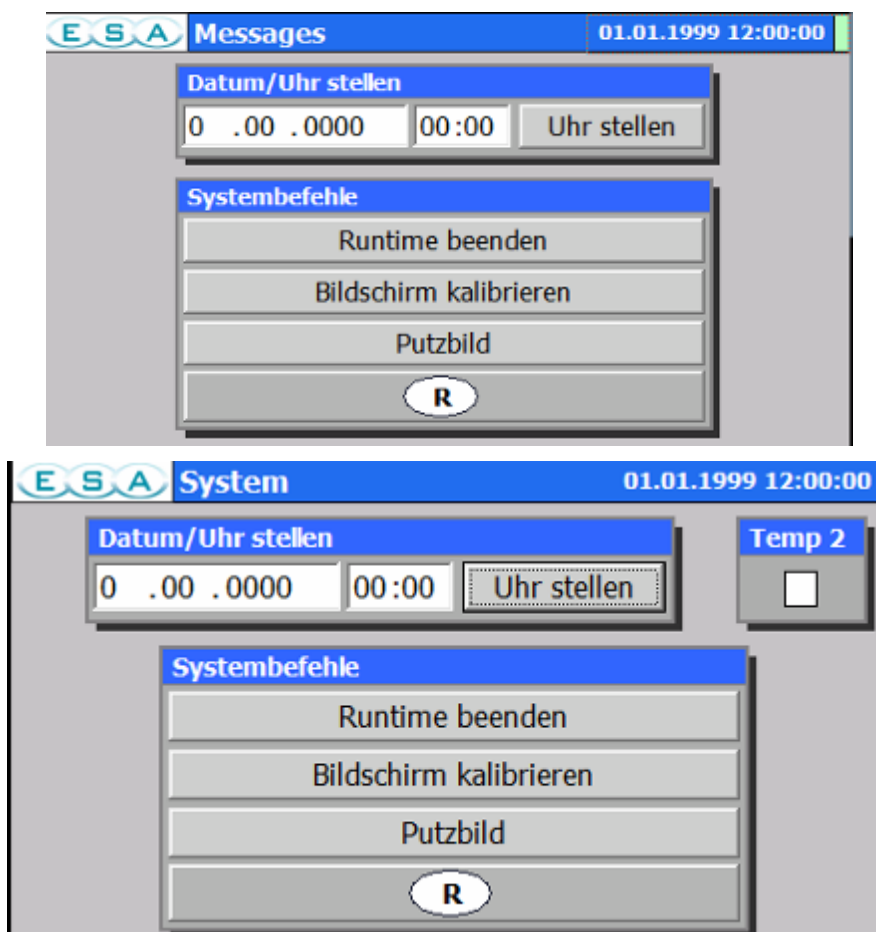 ESA Messages 01.01.1999 12:00:00
Datum/Uhr stellen
0 .00 .0000 00:00 Uhr stellen
Systembefehle
Runtime beenden
Bildschirm kalibrieren
Putzbild
R
ESA System 01.01.1999 12:00:00
Datum/Uhr stellen Temp 2
0 .00 .0000 00:00 Uhr stellen
Systembefehle
Runtime beenden
Bildschirm kalibrieren
Putzbild
R